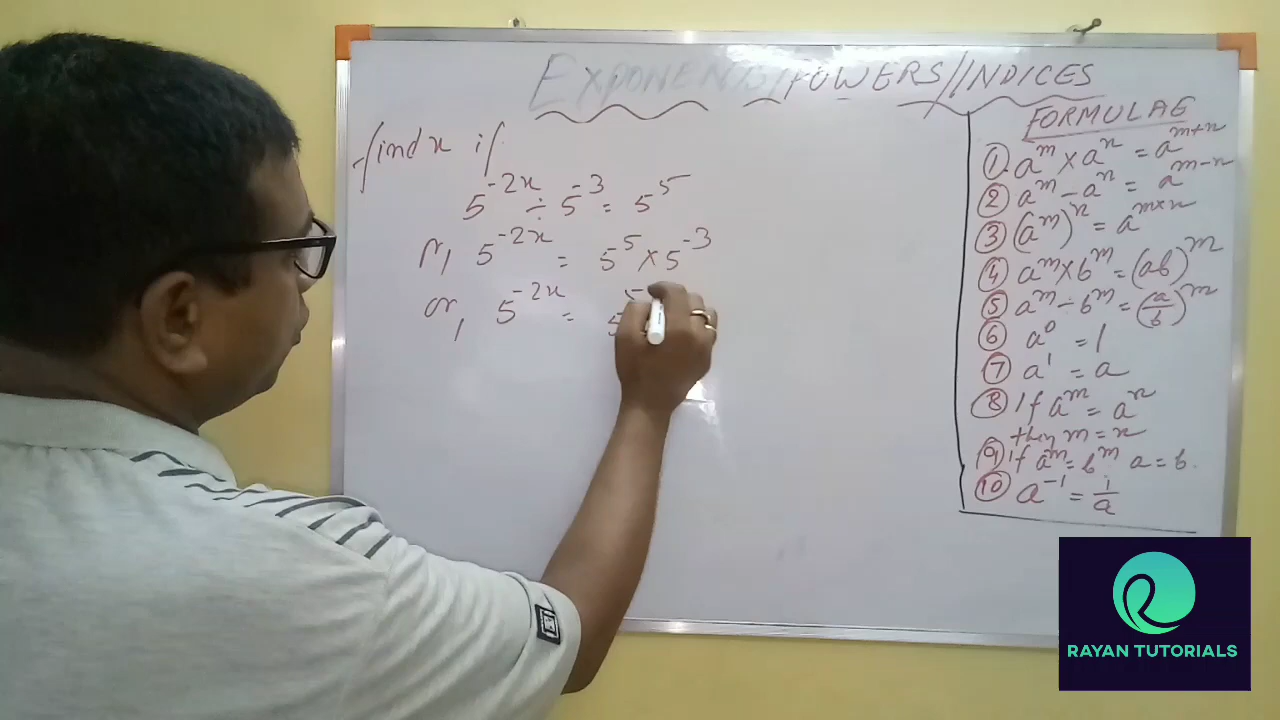 EXPONENTS/POWERS//INDICES
find x if
5^-2x ÷ 5^-3 = 5^5
or, 5^-2x = 5^5 × 5^-3
or, 5^-2x = 5^5
FORMULAE
① a^m × a^n = a^m+n
② a^m - a^n = a^m-n
③ (a^m)^n = a^m×n
④ a^m × b^m = (ab)^m
⑤ a^m ÷ b^m = (a/b)^m
⑥ a^0 = 1
⑦ a^1 = a
⑧ If a^m = a^n
then m = n
⑨ if a^m = b^m a = b.
⑩ a^-1 = 1/a
RAYAN TUTORIALS